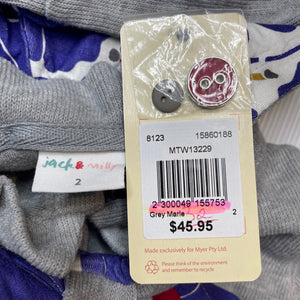 jack & milly
2
8123 15860188
MTW13229
2 300049 155753
Grey Marle 2
$45.95
Made exclusively for Myer Pty Ltd.
Please think of the environment
and remember to recycle